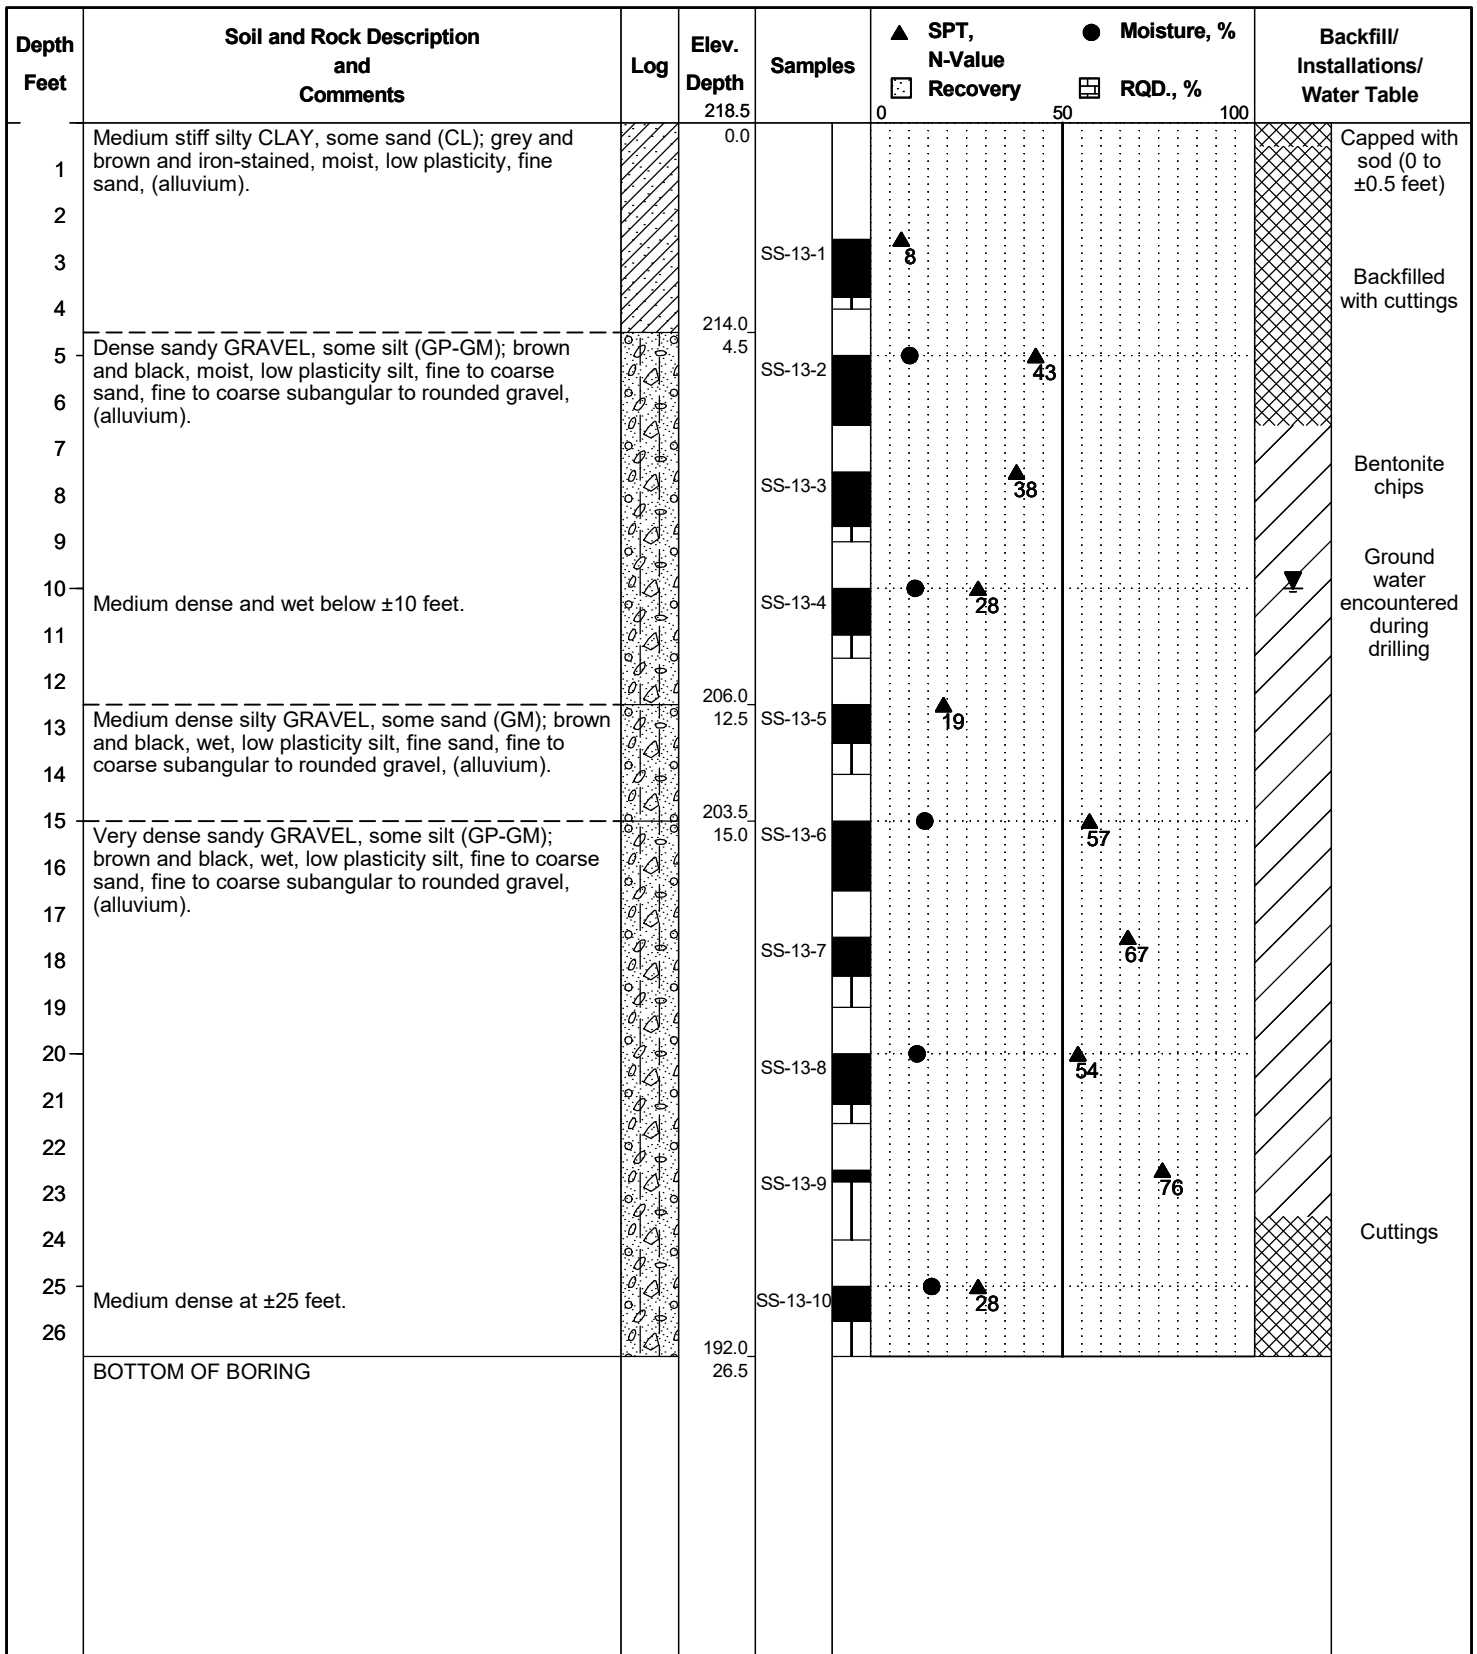 Depth
Feet
Soil and Rock Description
and
Comments
Log
Elev.
Depth
218.5
Samples
SPT,
N-Value
Moisture, %
Recovery
RQD., %
0
50
100
Backfill/
Installations/
Water Table
0.0
1
2
3
4
5
6
7
8
9
10
11
12
13
14
15
16
17
18
19
20
21
22
23
24
25
26
Medium stiff silty CLAY, some sand (CL); grey and
brown and iron-stained, moist, low plasticity, fine
sand, (alluvium).
Dense sandy GRAVEL, some silt (GP-GM); brown
and black, moist, low plasticity silt, fine to coarse
sand, fine to coarse subangular to rounded gravel,
(alluvium).
Medium dense and wet below ±10 feet.
Medium dense silty GRAVEL, some sand (GM); brown
and black, wet, low plasticity silt, fine sand, fine to
coarse subangular to rounded gravel, (alluvium).
Very dense sandy GRAVEL, some silt (GP-GM);
brown and black, wet, low plasticity silt, fine to coarse
sand, fine to coarse subangular to rounded gravel,
(alluvium).
Medium dense at ±25 feet.
BOTTOM OF BORING
214.0
4.5
206.0
12.5
203.5
15.0
192.0
26.5
SS-13-1
SS-13-2
SS-13-3
SS-13-4
SS-13-5
SS-13-6
SS-13-7
SS-13-8
SS-13-9
SS-13-10
8
43
38
28
19
57
67
54
76
28
Capped with
sod (0 to
±0.5 feet)
Backfilled
with cuttings
Bentonite
chips
Ground
water
encountered
during
drilling
Cuttings